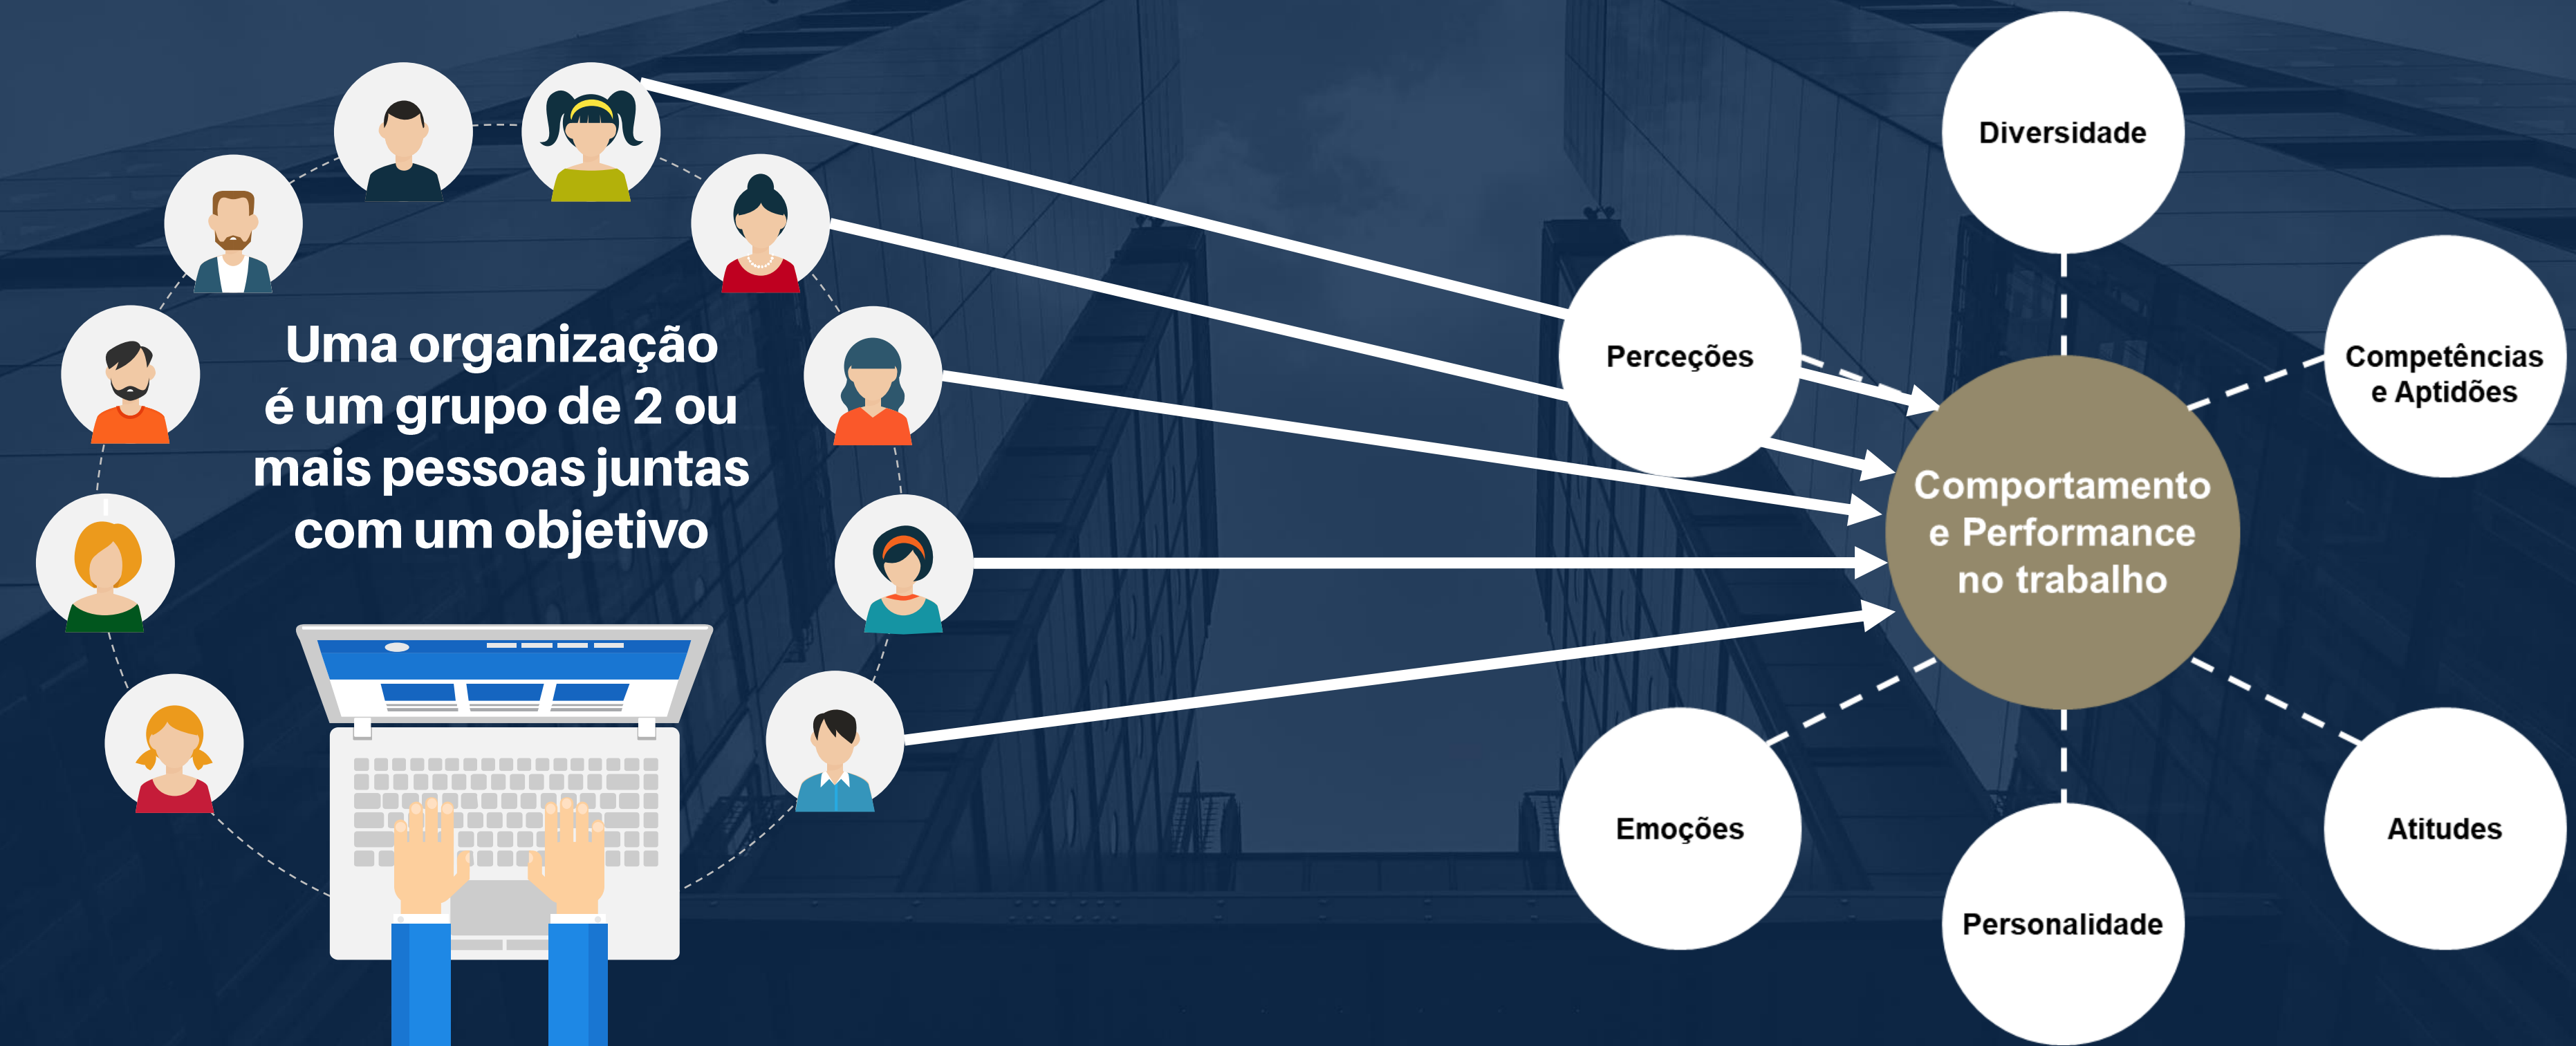 Uma organização
é um grupo de 2 ou
mais pessoas juntas
com um objetivo
Diversidade
Perceções
Competências
e Aptidões
Comportamento
e Performance
no trabalho
Emoções
Atitudes
Personalidade